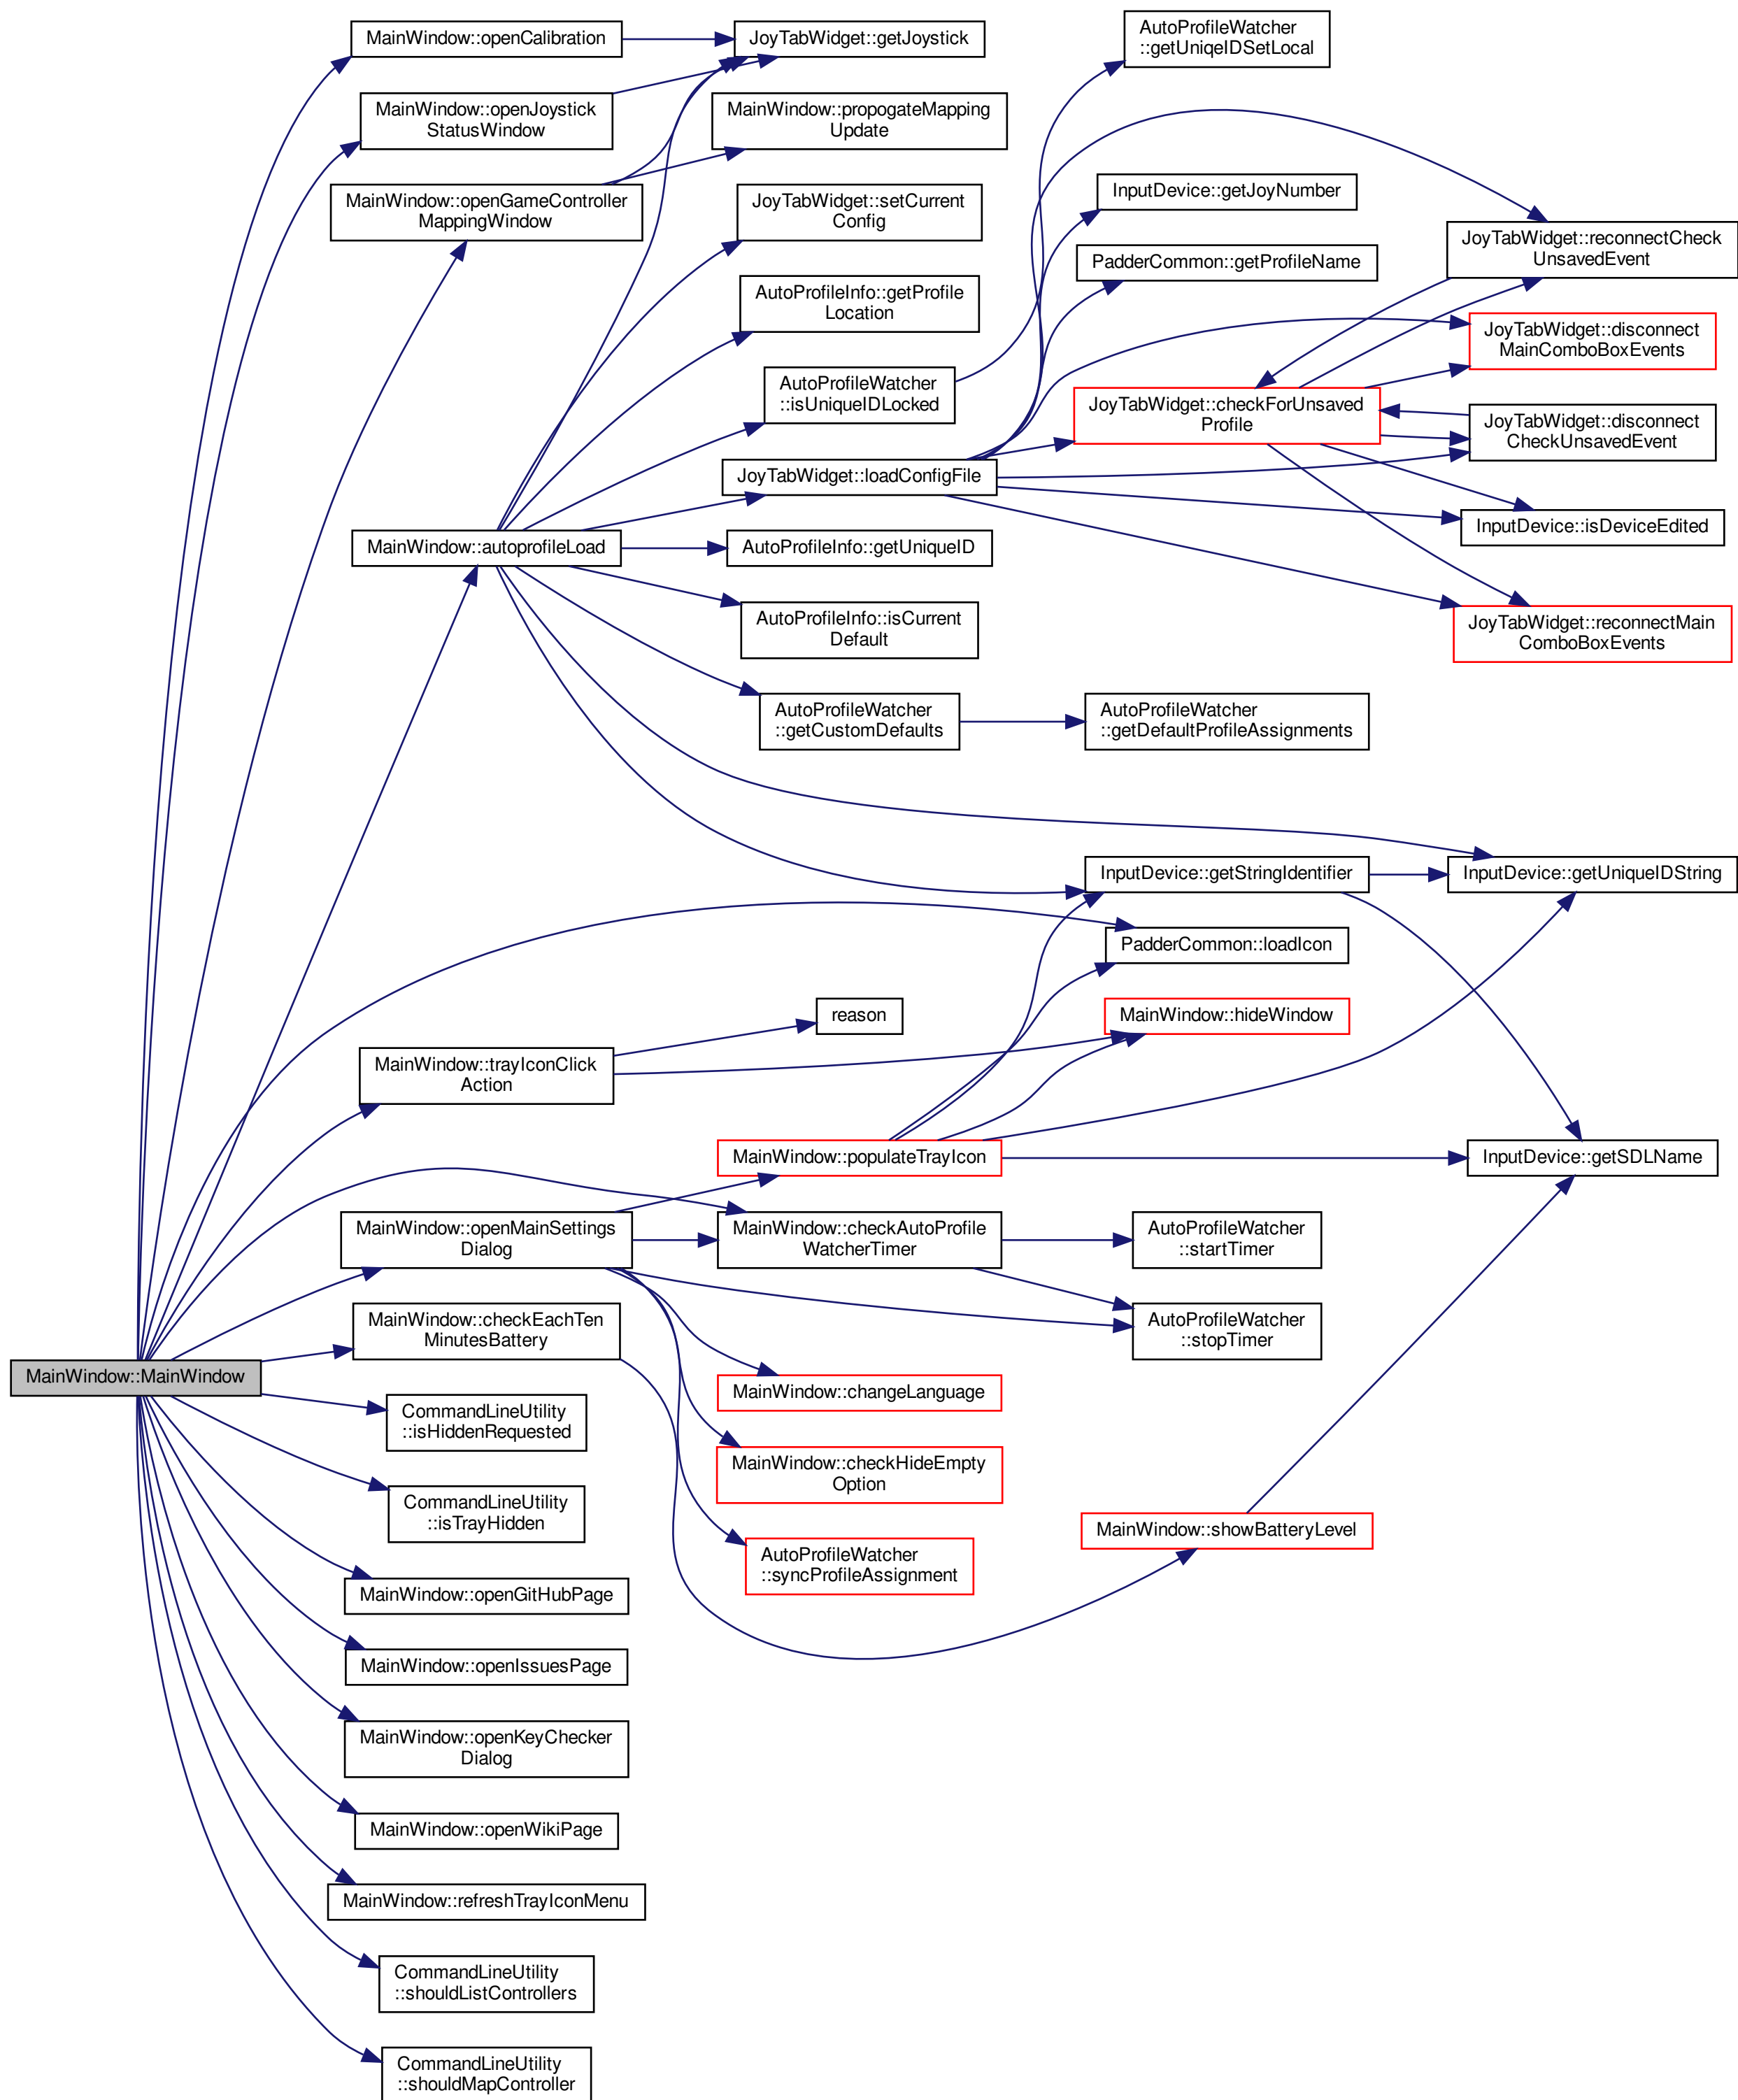 MainWindow::MainWindow
MainWindow::openCalibration
JoyTabWidget::getJoystick
MainWindow::openJoystick
StatusWindow
MainWindow::openGameController
MappingWindow
MainWindow::propogateMapping
Update
MainWindow::autoprofileLoad
JoyTabWidget::setCurrent
Config
AutoProfileInfo::getProfile
Location
AutoProfileWatcher
::isUniqueIDLocked
AutoProfileWatcher
::getUniqeIDSetLocal
JoyTabWidget::loadConfigFile
InputDevice::getJoyNumber
PadderCommon::getProfileName
JoyTabWidget::reconnectCheck
UnsavedEvent
JoyTabWidget::disconnect
MainComboBoxEvents
JoyTabWidget::checkForUnsaved
Profile
JoyTabWidget::disconnect
CheckUnsavedEvent
InputDevice::isDeviceEdited
JoyTabWidget::reconnectMain
ComboBoxEvents
AutoProfileInfo::getUniqueID
AutoProfileInfo::isCurrent
Default
AutoProfileWatcher
::getCustomDefaults
AutoProfileWatcher
::getDefaultProfileAssignments
InputDevice::getStringIdentifier
InputDevice::getUniqueIDString
PadderCommon::loadIcon
reason
MainWindow::hideWindow
MainWindow::trayIconClick
Action
MainWindow::populateTrayIcon
InputDevice::getSDLName
MainWindow::openMainSettings
Dialog
MainWindow::checkAutoProfile
WatcherTimer
AutoProfileWatcher
::startTimer
AutoProfileWatcher
::stopTimer
MainWindow::checkEachTen
MinutesBattery
MainWindow::changeLanguage
MainWindow::checkHideEmpty
Option
AutoProfileWatcher
::syncProfileAssignment
MainWindow::showBatteryLevel
CommandLineUtility
::isHiddenRequested
CommandLineUtility
::isTrayHidden
MainWindow::openGitHubPage
MainWindow::openIssuesPage
MainWindow::openKeyChecker
Dialog
MainWindow::openWikiPage
MainWindow::refreshTrayIconMenu
CommandLineUtility
::shouldListControllers
CommandLineUtility
::shouldMapController